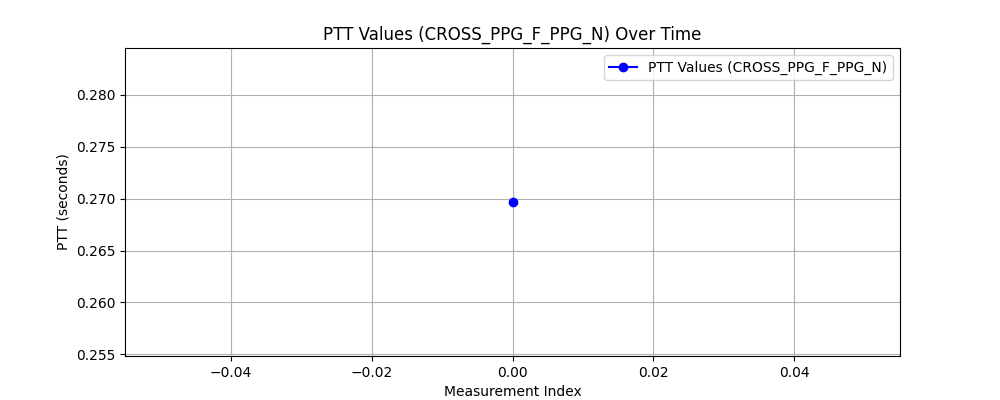 PTT Values (CROSS_PPG_F_PPG_N) Over Time
PTT Values (CROSS_PPG_F_PPG_N)
PTT (seconds)
0.280
0.275
0.270
0.265
0.260
0.255
−0.04 −0.02 0.00 0.02 0.04
Measurement Index